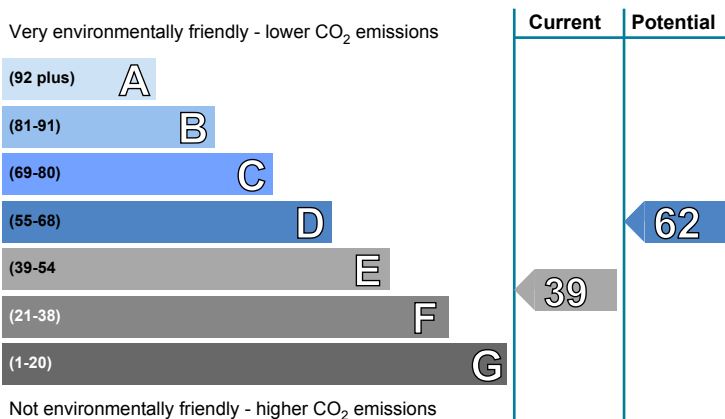 Very environmentally friendly - lower CO2 emissions
Current
Potential
(92 plus) A
(81-91) B
(69-80) C
(55-68) D
62
(39-54 E
39
(21-38) F
(1-20) G
Not environmentally friendly - higher CO2 emissions